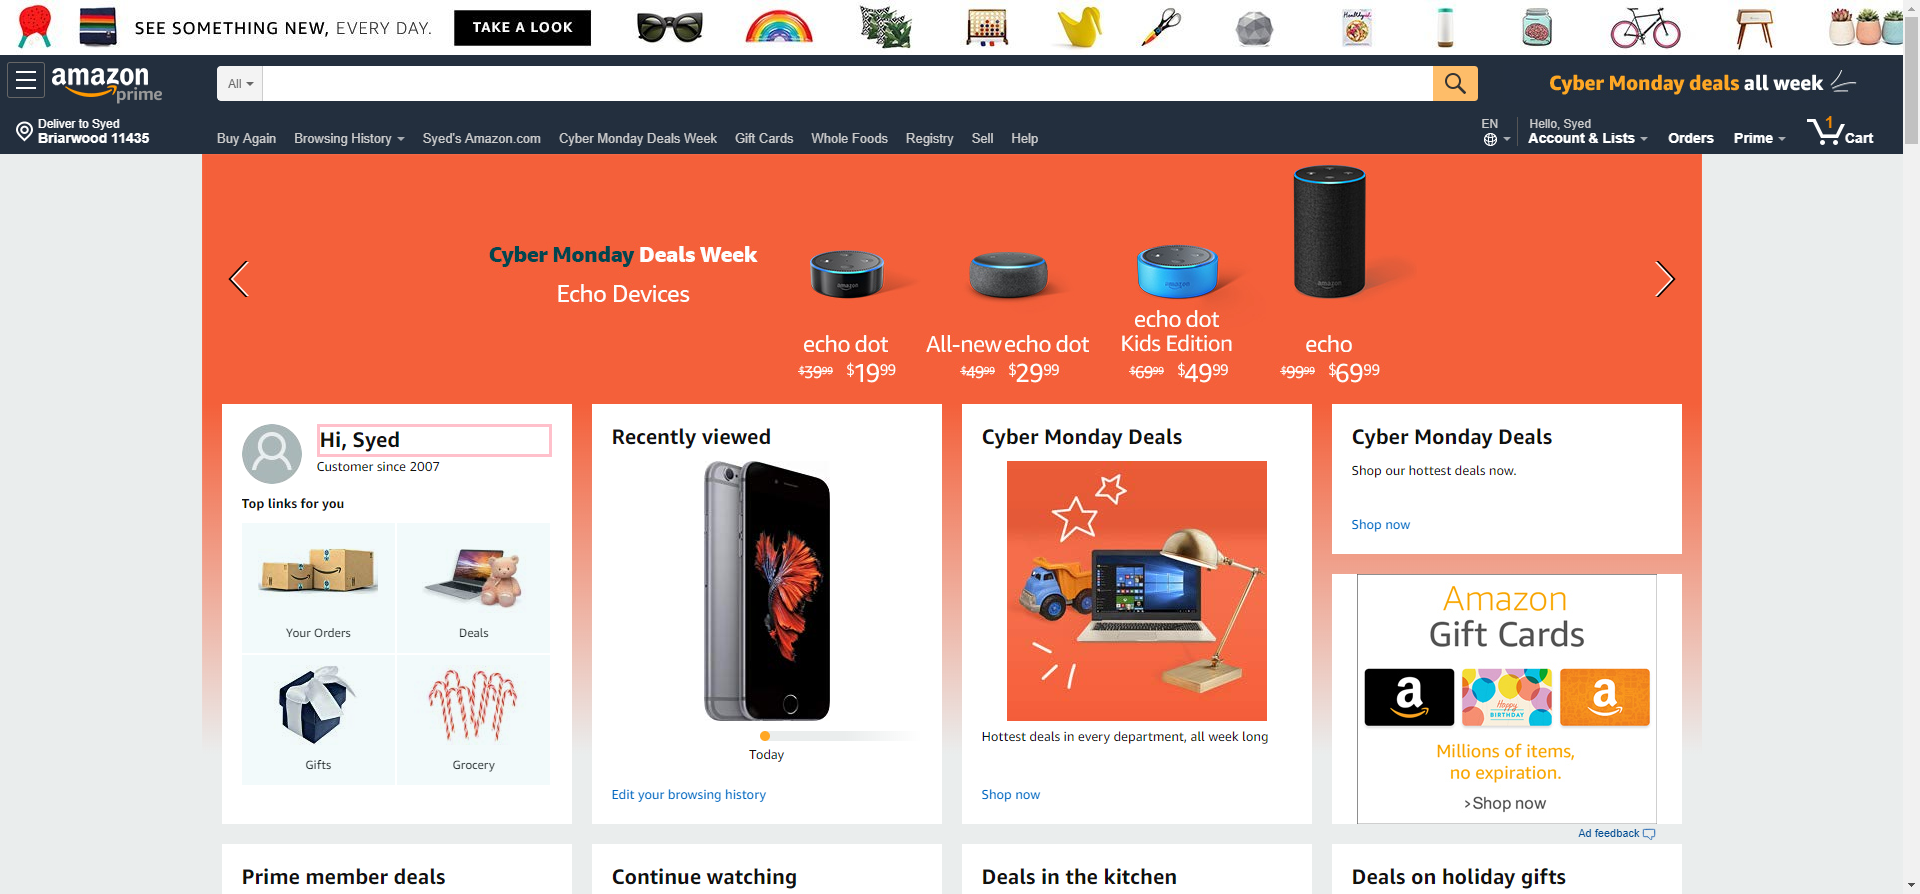 SEE SOMETHING NEW, EVERY DAY.
TAKE A LOOK
Healthyish
amazon
prime
All
Cyber Monday deals all week
Deliver to Syed
Briarwood 11435
Buy Again
Browsing History
Syed's Amazon.com
Cyber Monday Deals Week
Gift Cards
Whole Foods
Registry
Sell
Help
EN
Hello, Syed
Account & Lists
Orders
Prime
1
Cart
Cyber Monday Deals Week
Echo Devices
amazon
amazon
amazon
echo dot
$39.99 $19.99
All-new echo dot
$49.99 $29.99
echo dot
Kids Edition
$69.99 $49.99
echo
$99.99 $69.99
Hi, Syed
Customer since 2007
Top links for you
Your Orders
Deals
Gifts
Grocery
Recently viewed
Today
Edit your browsing history
Cyber Monday Deals
Hottest deals in every department, all week long
Shop now
Cyber Monday Deals
Shop our hottest deals now.
Shop now
Amazon
Gift Cards
a
Happy
BIRTHDAY
a
Millions of items,
no expiration.
>Shop now
Ad feedback
Prime member deals
Continue watching
Deals in the kitchen
Deals on holiday gifts